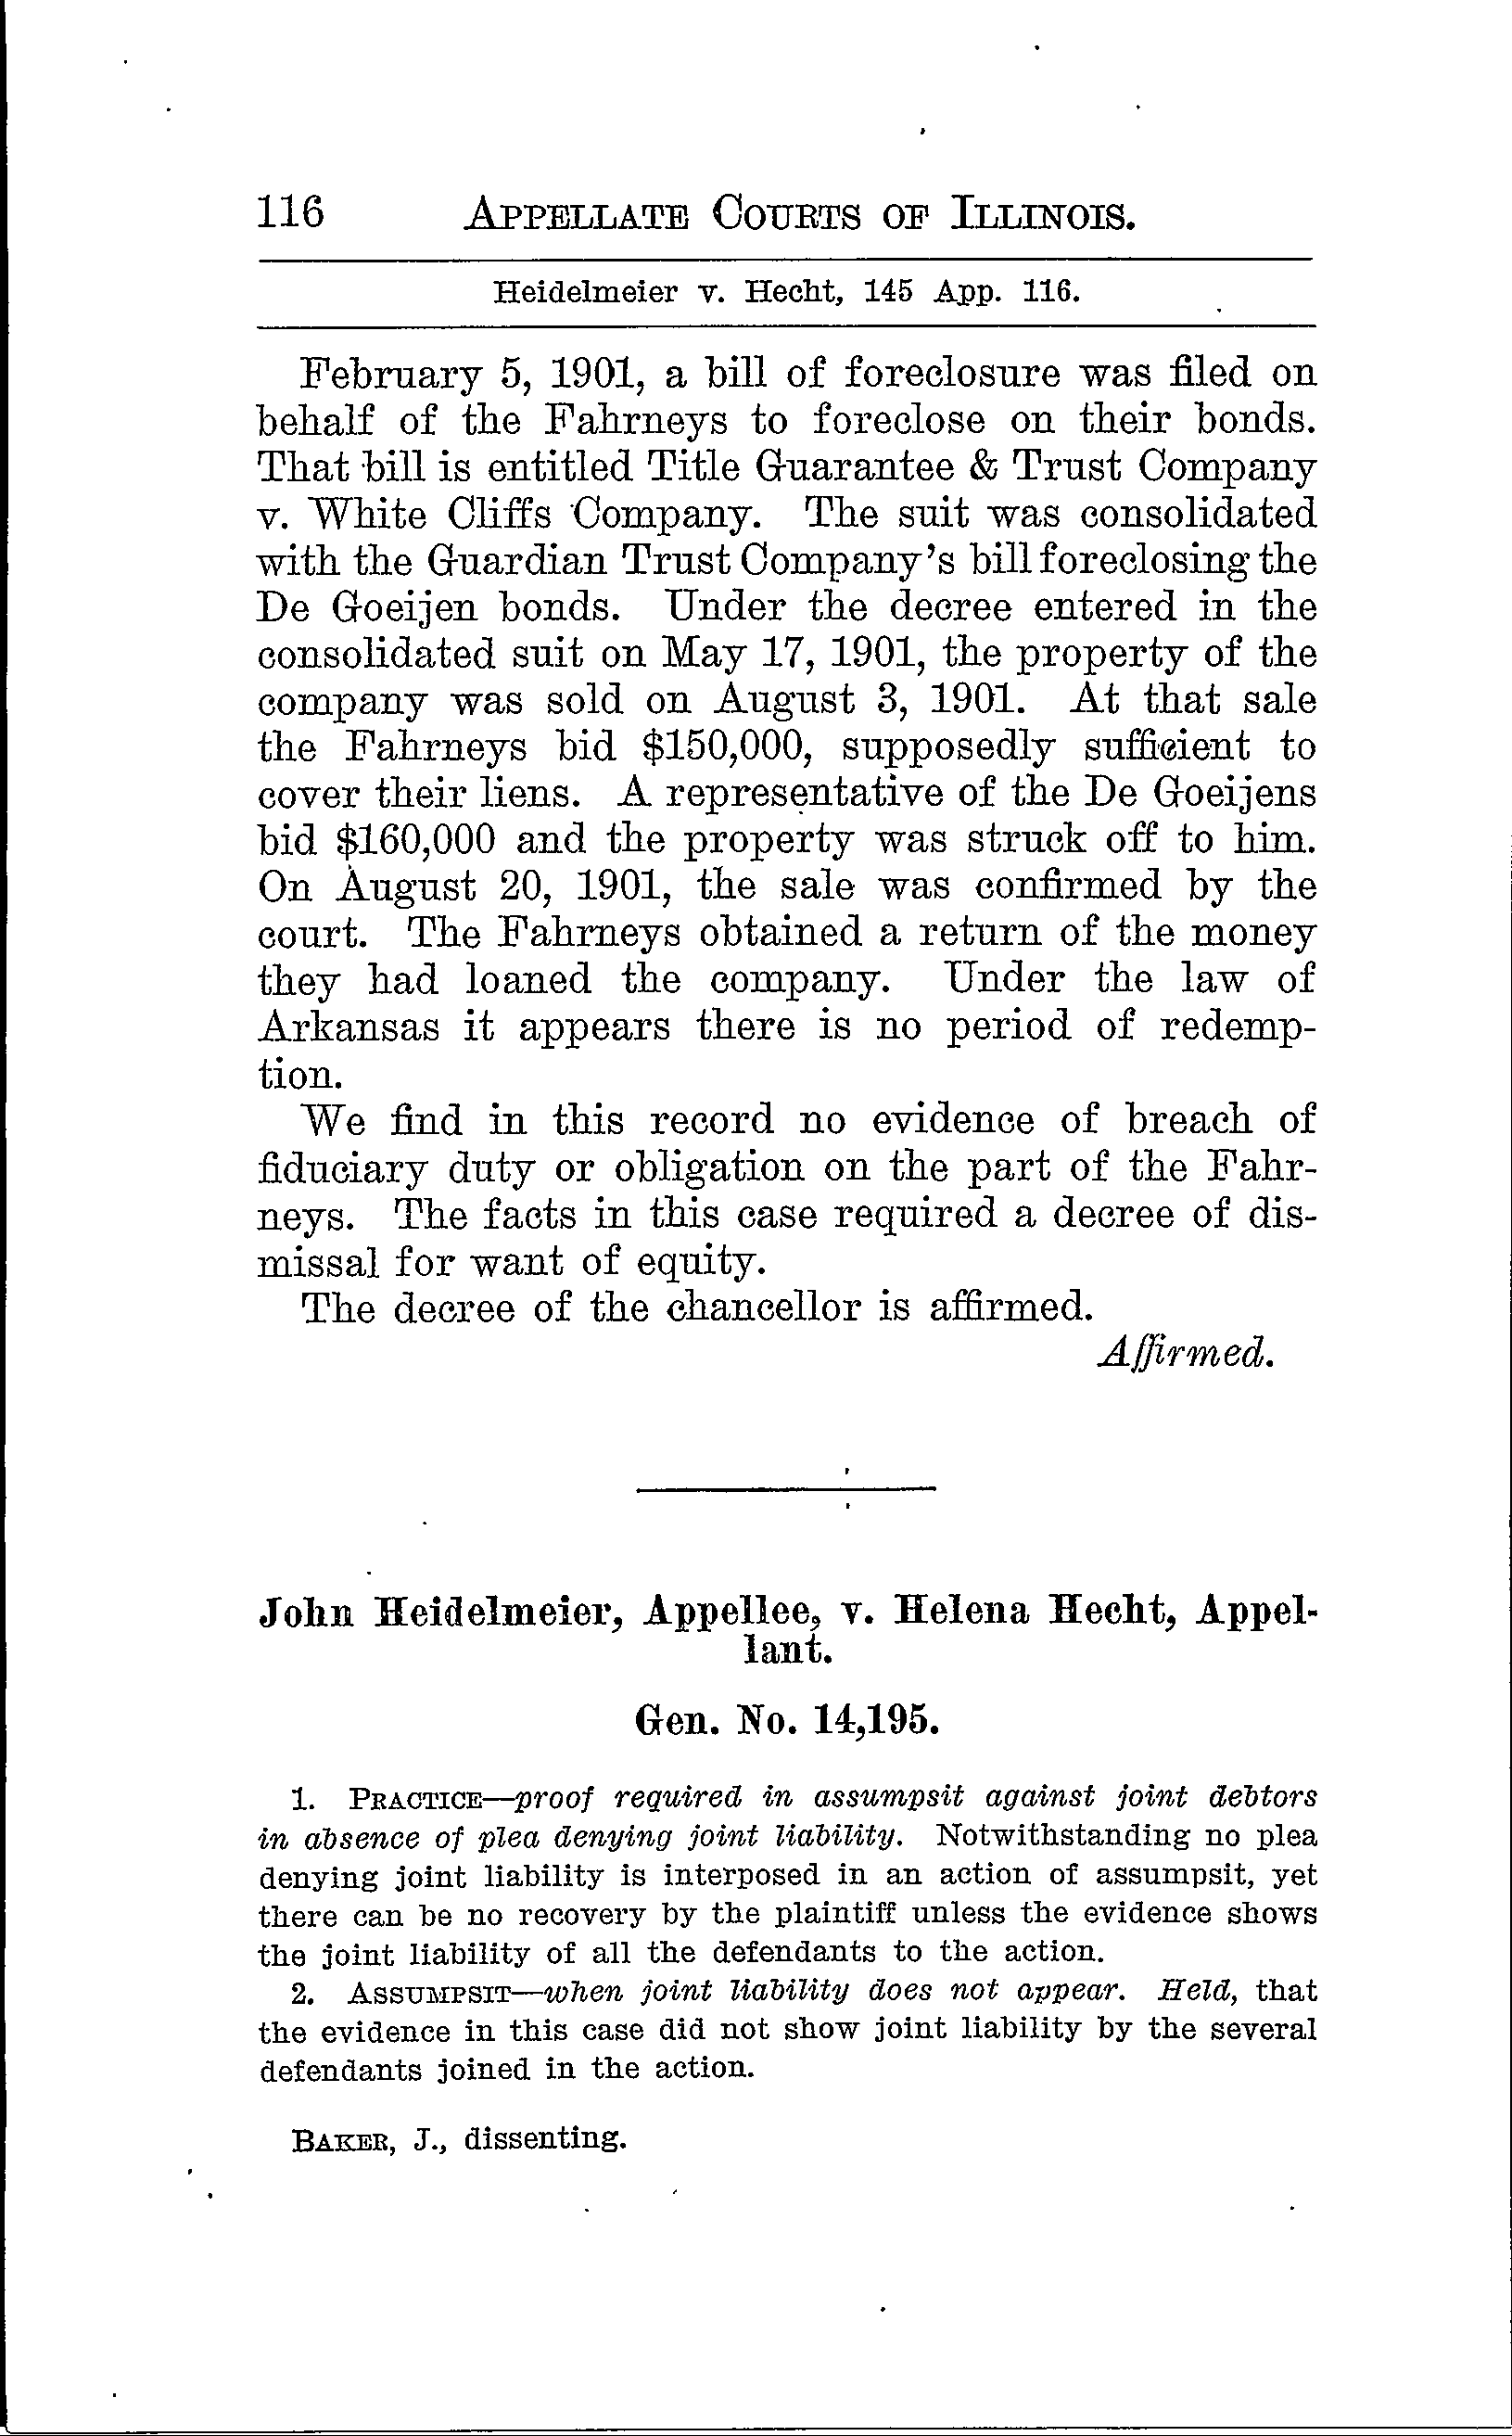 116 APPELLATE COURTS OF ILLINOIS.
Heidelmeier v. Hecht, 145 App. 116.
February 5, 1901, a bill of foreclosure was filed on
behalf of the Fahrneys to foreclose on their bonds.
That bill is entitled Title Guarantee & Trust Company
v. White Cliffs Company. The suit was consolidated
with the Guardian Trust Company's bill foreclosing the
De Goeijen bonds. Under the decree entered in the
consolidated suit on May 17, 1901, the property of the
company was sold on August 3, 1901. At that sale
the Fahrneys bid $150,000, supposedly sufficient to
cover their liens. A representative of the De Goeijens
bid $160,000 and the property was struck off to him.
On August 20, 1901, the sale was confirmed by the
court. The Fahrneys obtained a return of the money
they had loaned the company. Under the law of
Arkansas it appears there is no period of redemp-
tion.
We find in this record no evidence of breach of
fiduciary duty or obligation on the part of the Fahr-
neys. The facts in this case required a decree of dis-
missal for want of equity.
The decree of the chancellor is affirmed.
Affirmed.
John Heidelmeier, Appellee, v. Helena Hecht, Appel-
lant.
Gen. No. 14,195.
1. PRACTICE—proof required in assumpsit against joint debtors
in absence of plea denying joint liability. Notwithstanding no plea
denying joint liability is interposed in an action of assumpsit, yet
there can be no recovery by the plaintiff unless the evidence shows
the joint liability of all the defendants to the action.
2. ASSUMPSIT—when joint liability does not appear. Held, that
the evidence in this case did not show joint liability by the several
defendants joined in the action.
BAKER, J., dissenting.